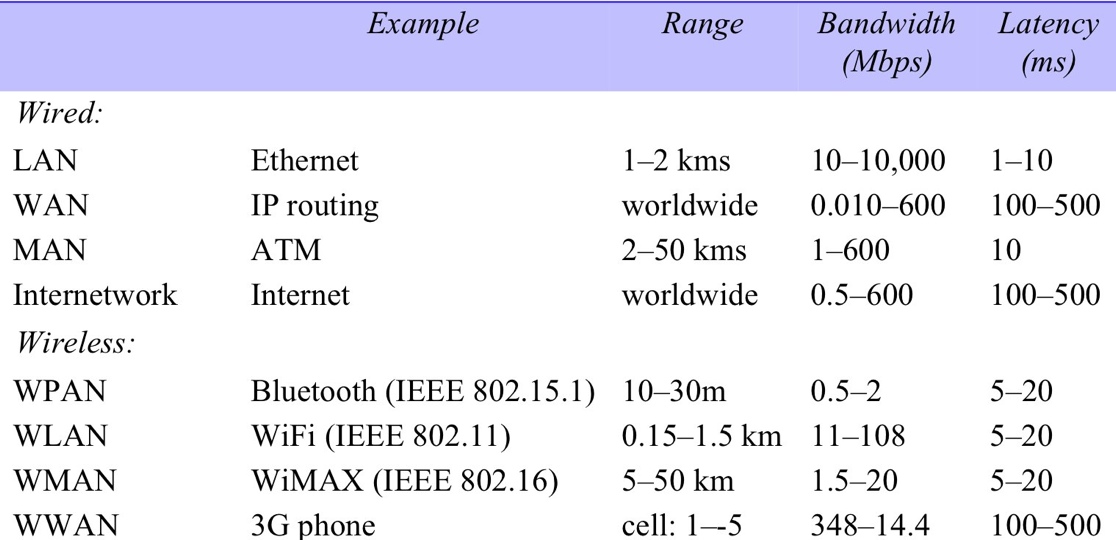 Example Range Bandwidth Latency
(Mbps) (ms)
Wired:
LAN Ethernet 1–2 kms 10–10,000 1–10
WAN IP routing worldwide 0.010–600 100–500
MAN ATM 2–50 kms 1–600 10
Internetwork Internet worldwide 0.5–600 100–500
Wireless:
WPAN Bluetooth (IEEE 802.15.1) 10–30m 0.5–2 5–20
WLAN WiFi (IEEE 802.11) 0.15–1.5 km 11–108 5–20
WMAN WiMAX (IEEE 802.16) 5–50 km 1.5–20 5–20
WWAN 3G phone cell: 1—-5 348–14.4 100–500